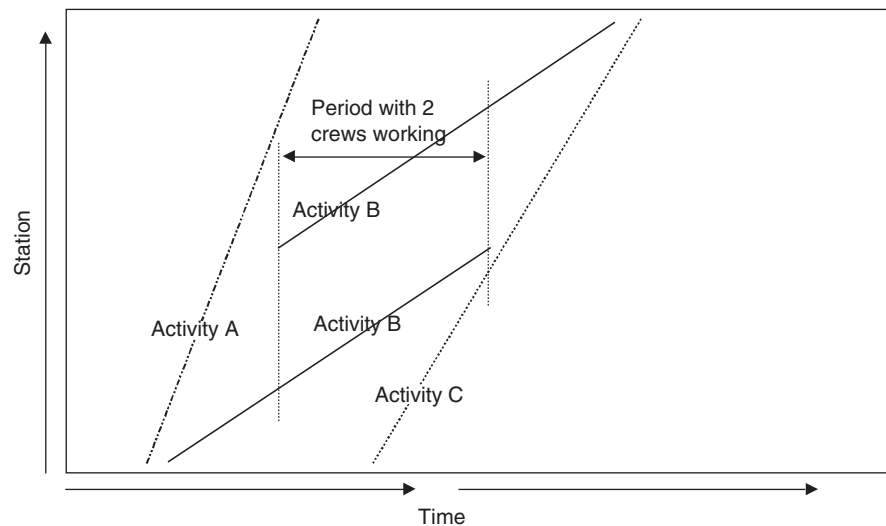 Period with 2
crews working
Activity B
Activity A
Activity B
Activity C
Station
Time